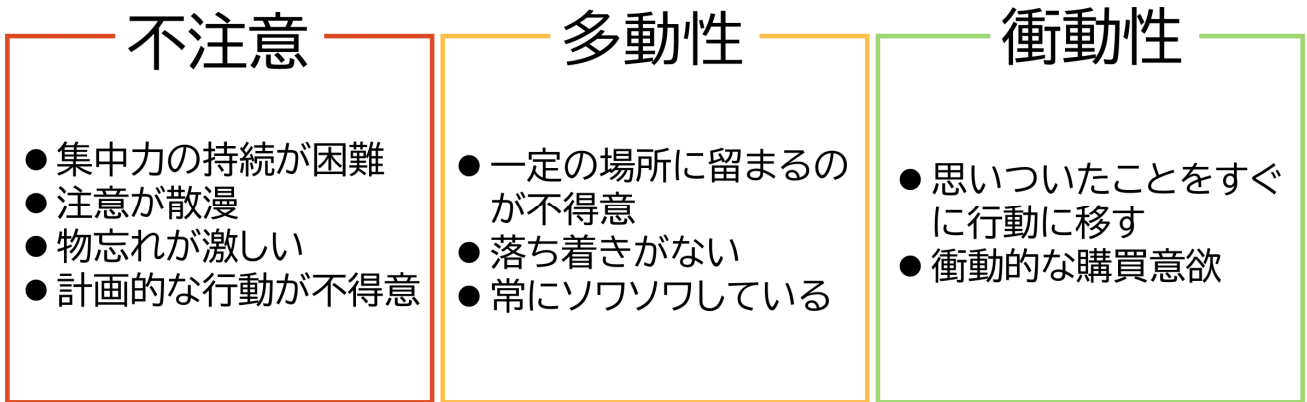 不注意
● 集中力の持続が困難
● 注意が散漫
● 物忘れが激しい
● 計画的な行動が不得意
多動性
● 一定の場所に留まるの
が不得意
● 落ち着きがない
● 常にソワソワしている
衝動性
● 思いついたことをすぐ
に行動に移す
● 衝動的な購買意欲